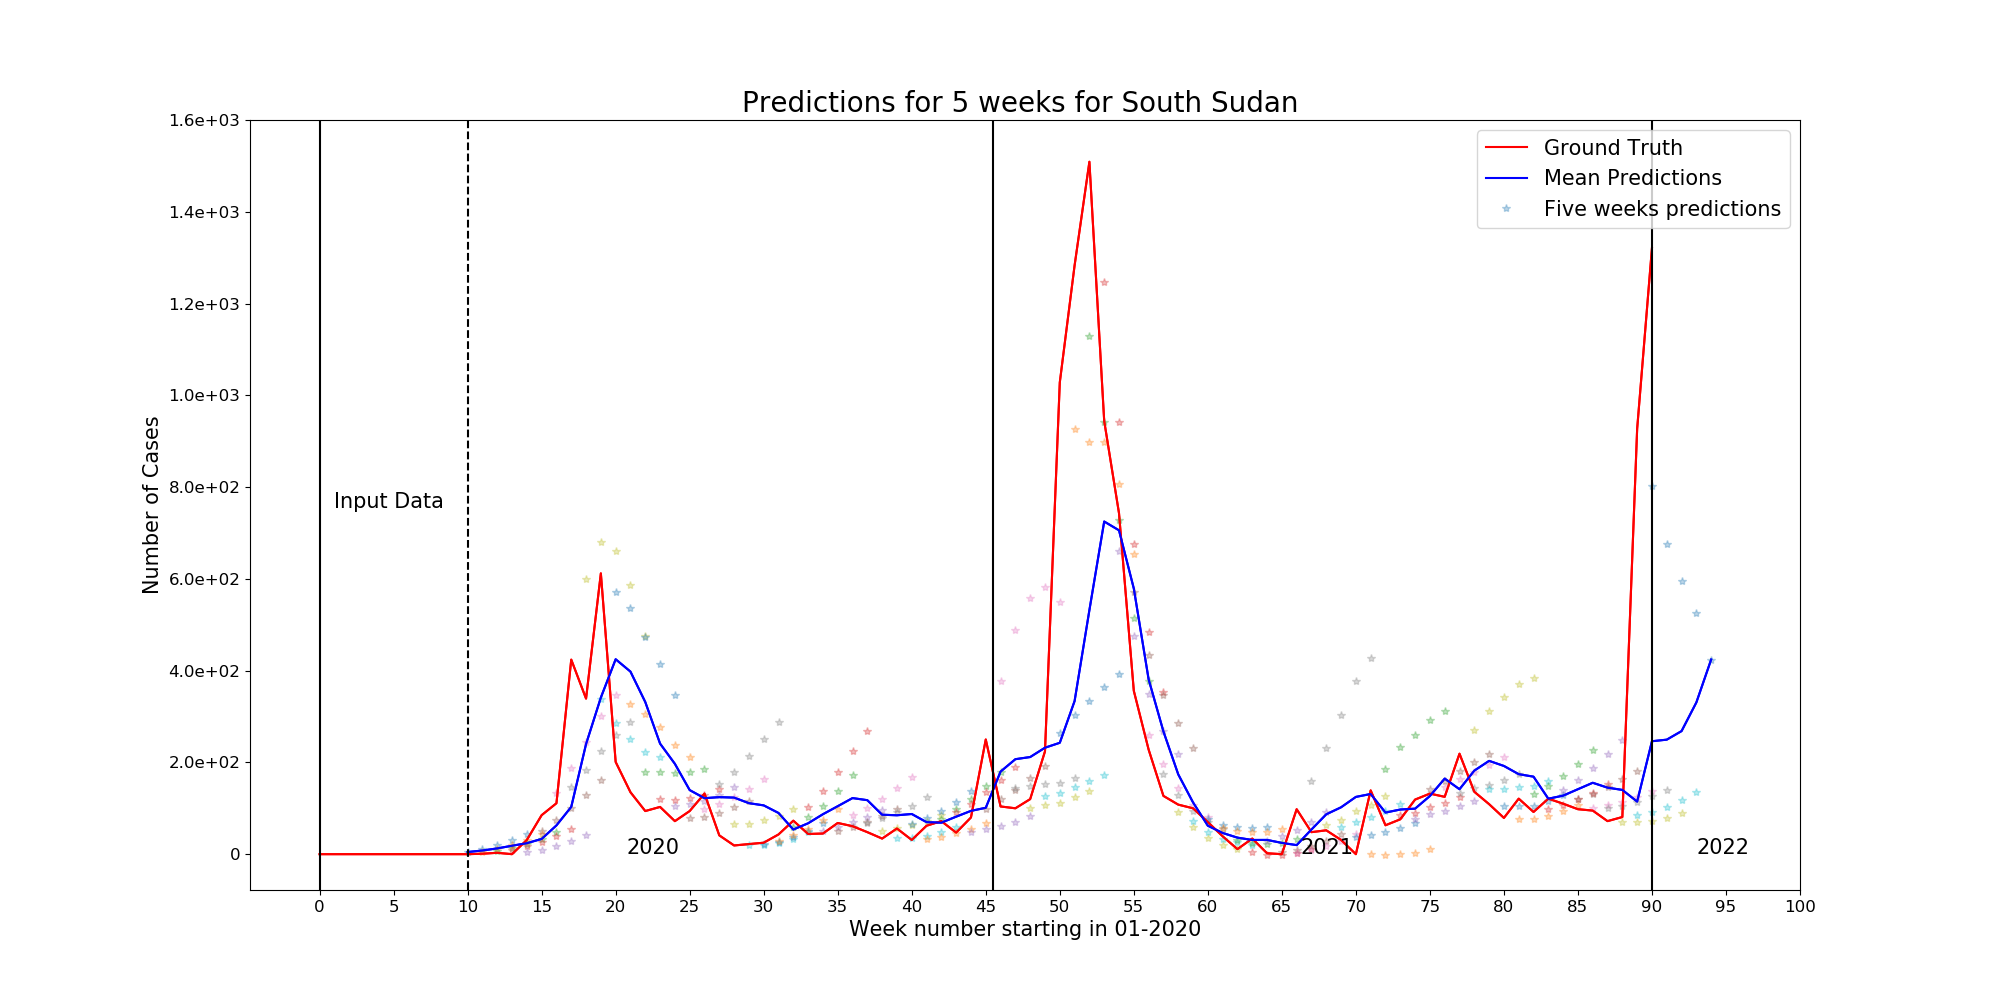 Predictions for 5 weeks for South Sudan
1.6e+03
1.4e+03
1.2e+03
1.0e+03
8.0e+02
6.0e+02
4.0e+02
2.0e+02
0
Number of Cases
Ground Truth
Mean Predictions
Five weeks predictions
Input Data
2020
2021
2022
0 5 10 15 20 25 30 35 40 45 50 55 60 65 70 75 80 85 90 95 100
Week number starting in 01-2020